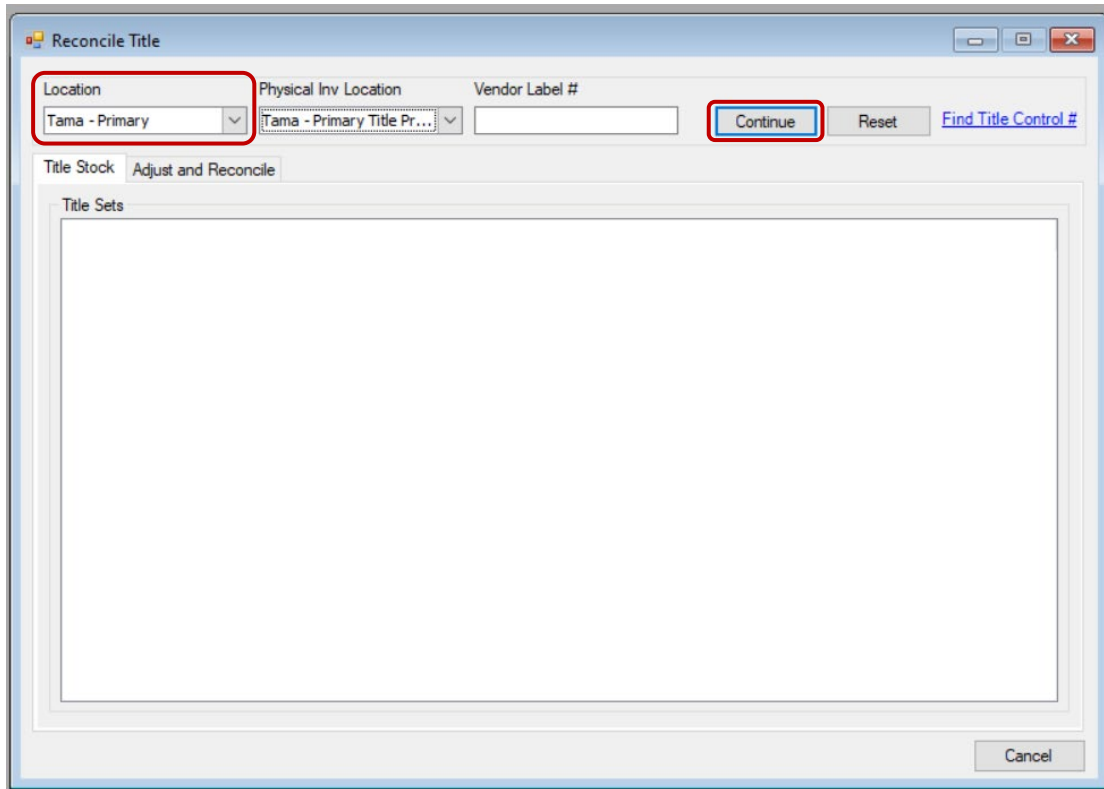 Reconcile Title
Location Physical Inv Location Vendor Label #
Tama - Primary Tama - Primary Title Pr... Continue Reset Find Title Control #
Title Stock Adjust and Reconcile
Title Sets
Cancel